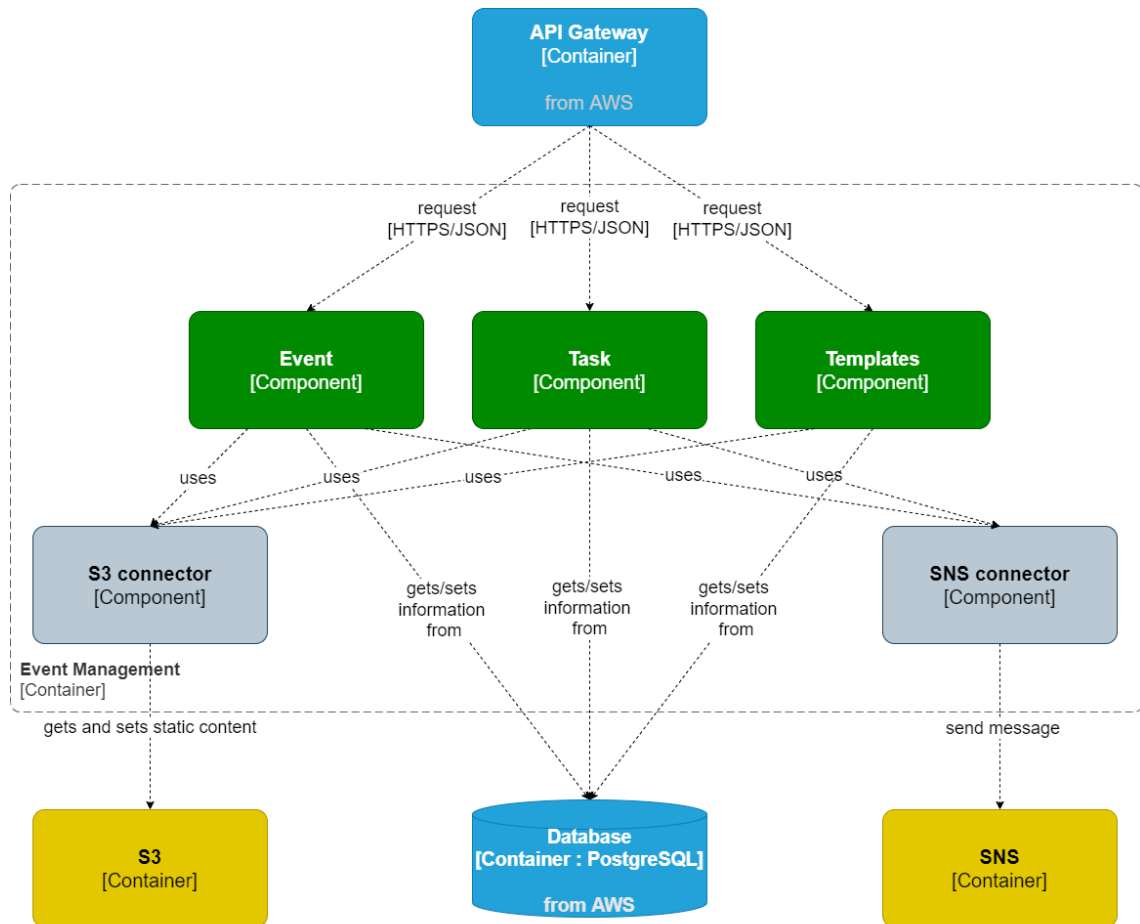 API Gateway
[Container]
from AWS
request
[HTTPS/JSON]
request
[HTTPS/JSON]
request
[HTTPS/JSON]
Event
[Component]
Task
[Component]
Templates
[Component]
uses
uses
uses
uses
uses
S3 connector
[Component]
gets/sets
information
from
gets/sets
information
from
gets/sets
information
from
SNS connector
[Component]
Event Management
[Container]
gets and sets static content
send message
S3
[Container]
Database
[Container : PostgreSQL]
from AWS
SNS
[Container]